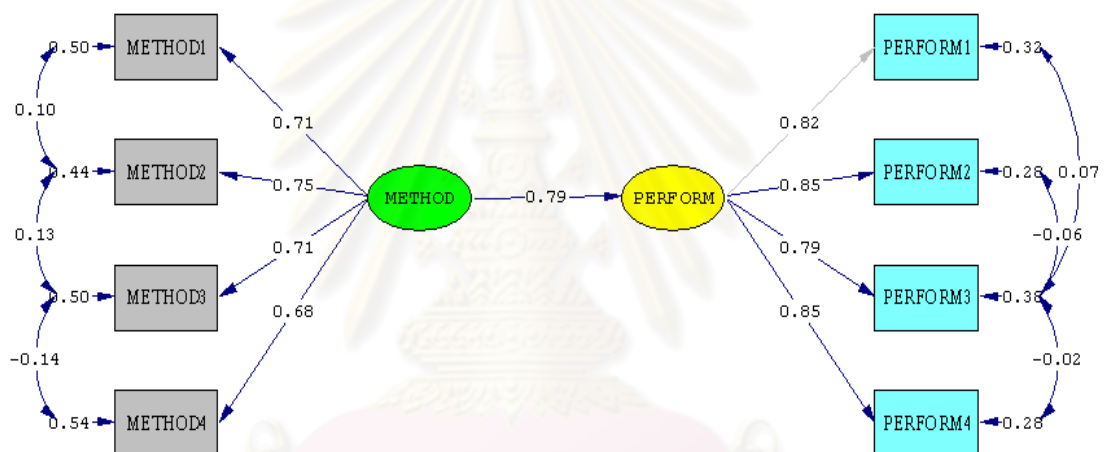 0.50 METHOD1 PERFORM1 0.32
0.10 0.71 0.82
0.44 METHOD2 0.75 0.85 PERFORM2 0.28 0.07
METHOD 0.79 PERFORM
0.13 0.71 0.79 -0.06
0.50 METHOD3 PERFORM3 0.38
0.68 0.85
-0.14 -0.02
0.54 METHOD4 PERFORM4 0.28